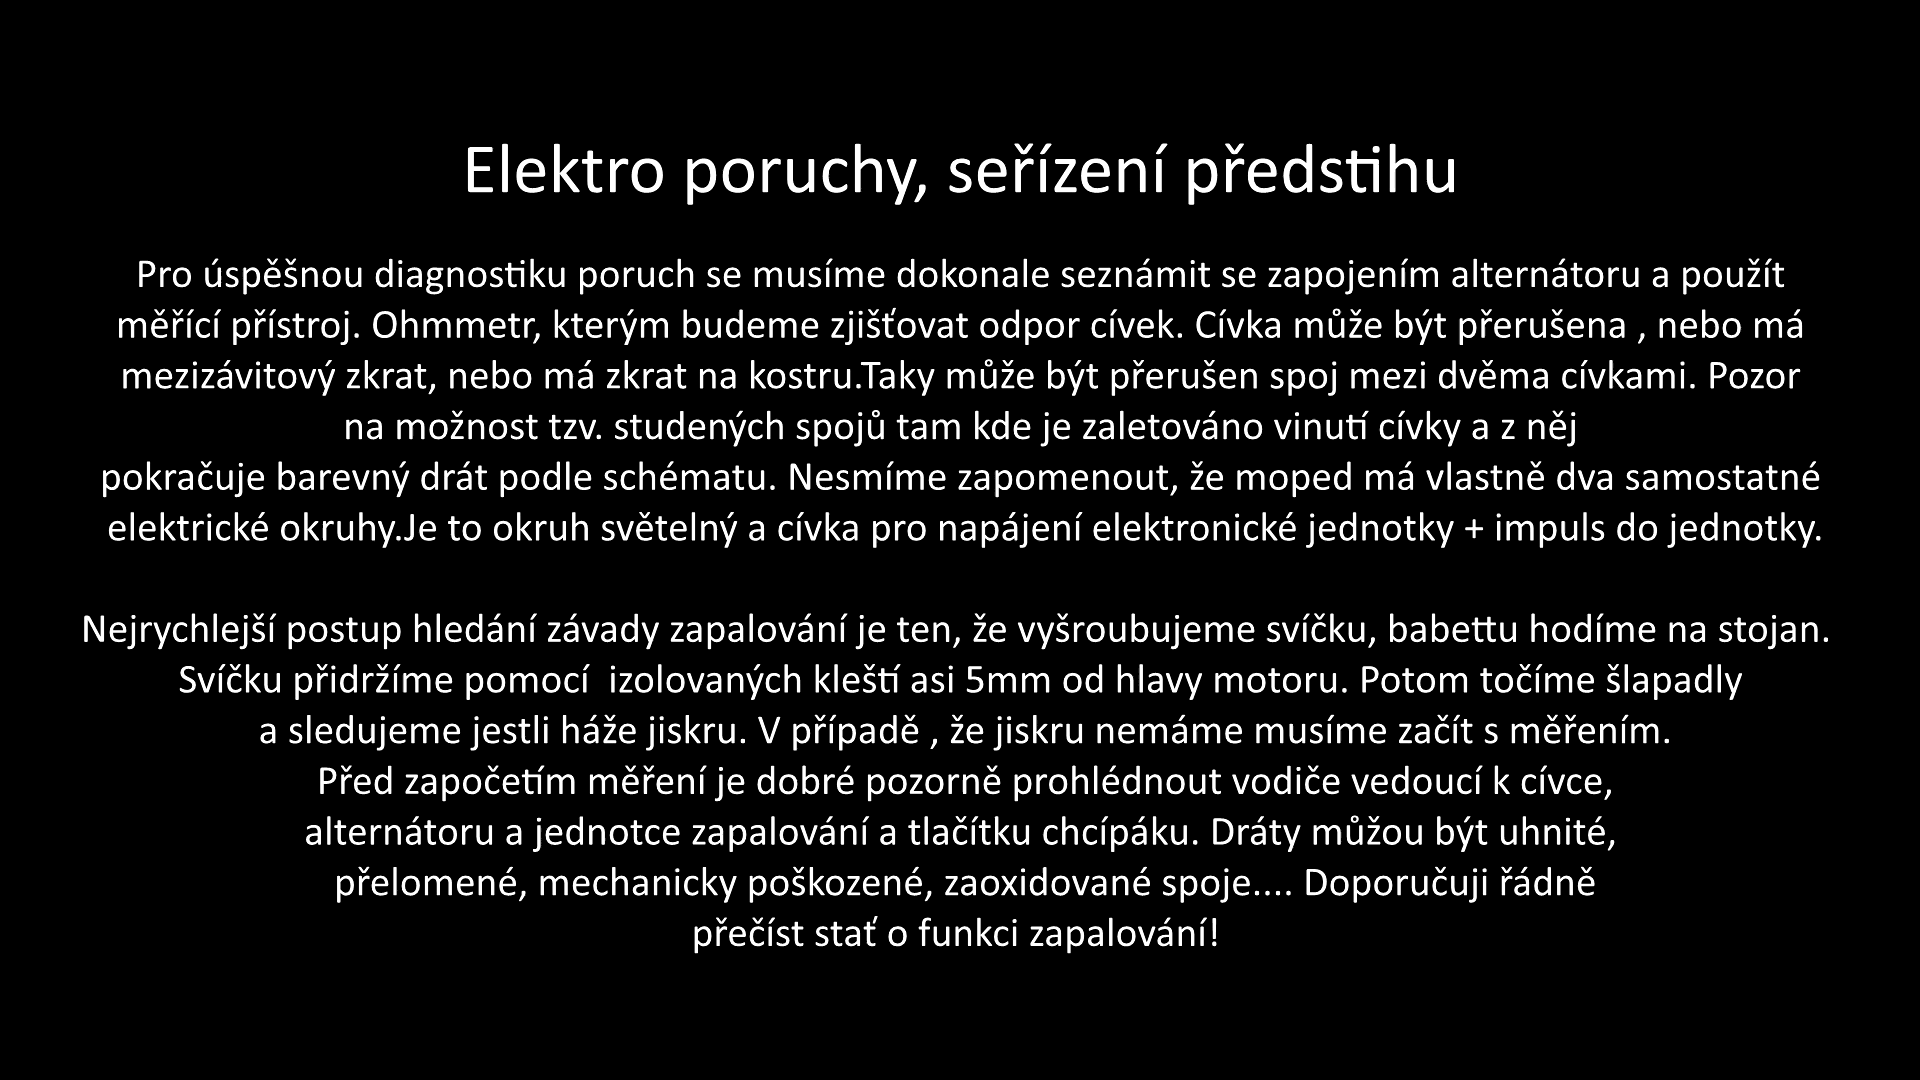 Elektro poruchy, seřízení předstihu
Pro úspěšnou diagnostiku poruch se musíme dokonale seznámit se zapojením alternátoru a použít
měřící přístroj. Ohmmetr, kterým budeme zjišťovat odpor cívek. Cívka může být přerušena , nebo má
mezizávitový zkrat, nebo má zkrat na kostru.Taky může být přerušen spoj mezi dvěma cívkami. Pozor
na možnost tzv. studených spojů tam kde je zaletováno vinutí cívky a z něj
pokračuje barevný drát podle schématu. Nesmíme zapomenout, že moped má vlastně dva samostatné
elektrické okruhy.Je to okruh světelný a cívka pro napájení elektronické jednotky + impuls do jednotky.
Nejrychlejší postup hledání závady zapalování je ten, že vyšroubujeme svíčku, babettu hodíme na stojan.
Svíčku přidržíme pomocí  izolovaných kleští asi 5mm od hlavy motoru. Potom točíme šlapadly
a sledujeme jestli háže jiskru. V případě , že jiskru nemáme musíme začít s měřením.
Před započetím měření je dobré pozorně prohlédnout vodiče vedoucí k cívce,
alternátoru a jednotce zapalování a tlačítku chcípáku. Dráty můžou být uhnité,
přelomené, mechanicky poškozené, zaoxidované spoje.... Doporučuji řádně
přečíst stať o funkci zapalování!